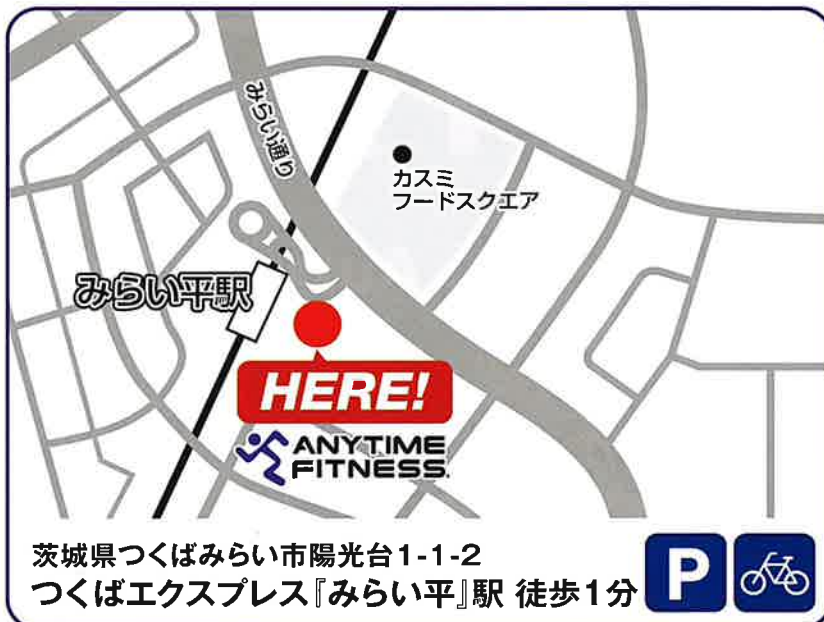 みらい通り
カスミ
フードスクエア
みらい平駅
HERE!
ANYTIME
FITNESS.
茨城県つくばみらい市陽光台1-1-2
つくばエクスプレス『みらい平』駅 徒歩1分
P